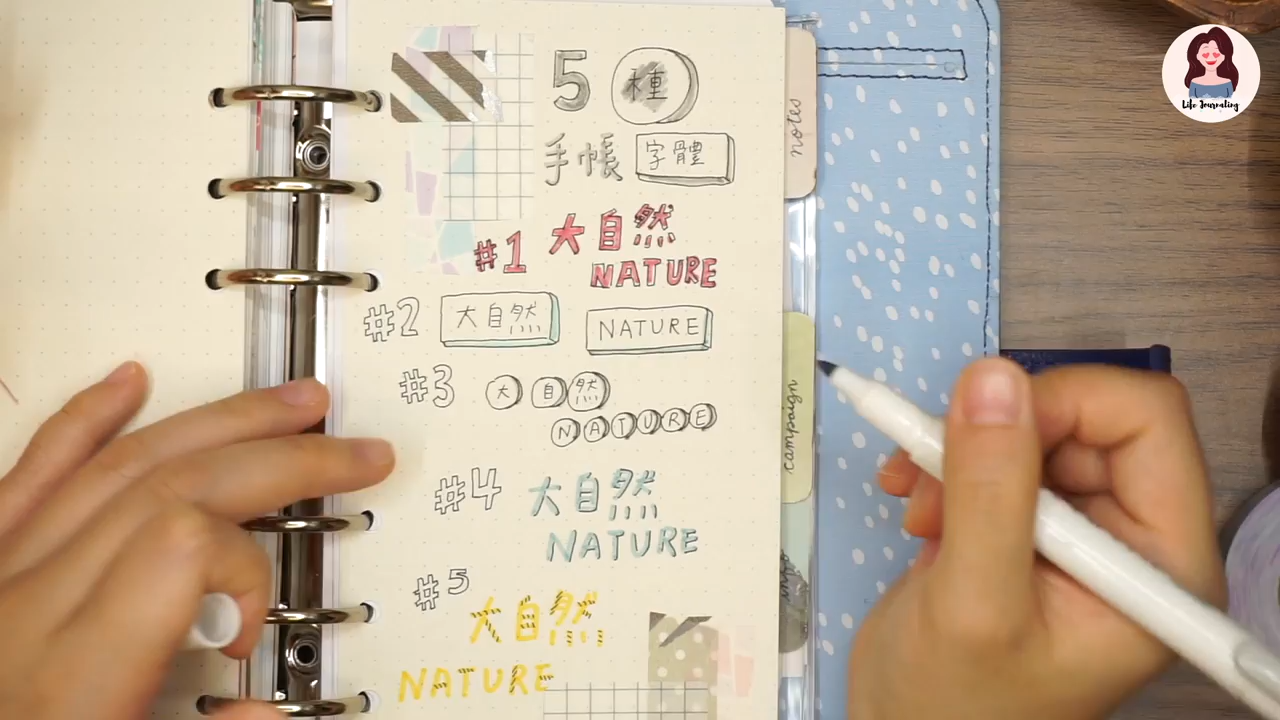 5種
手帳 字體
#1 大自然
NATURE
#2 大自然 NATURE
#3 大自然
NATURE
#4 大自然
NATURE
#5 大自然
NATURE
notes
campaign
Life Journaling